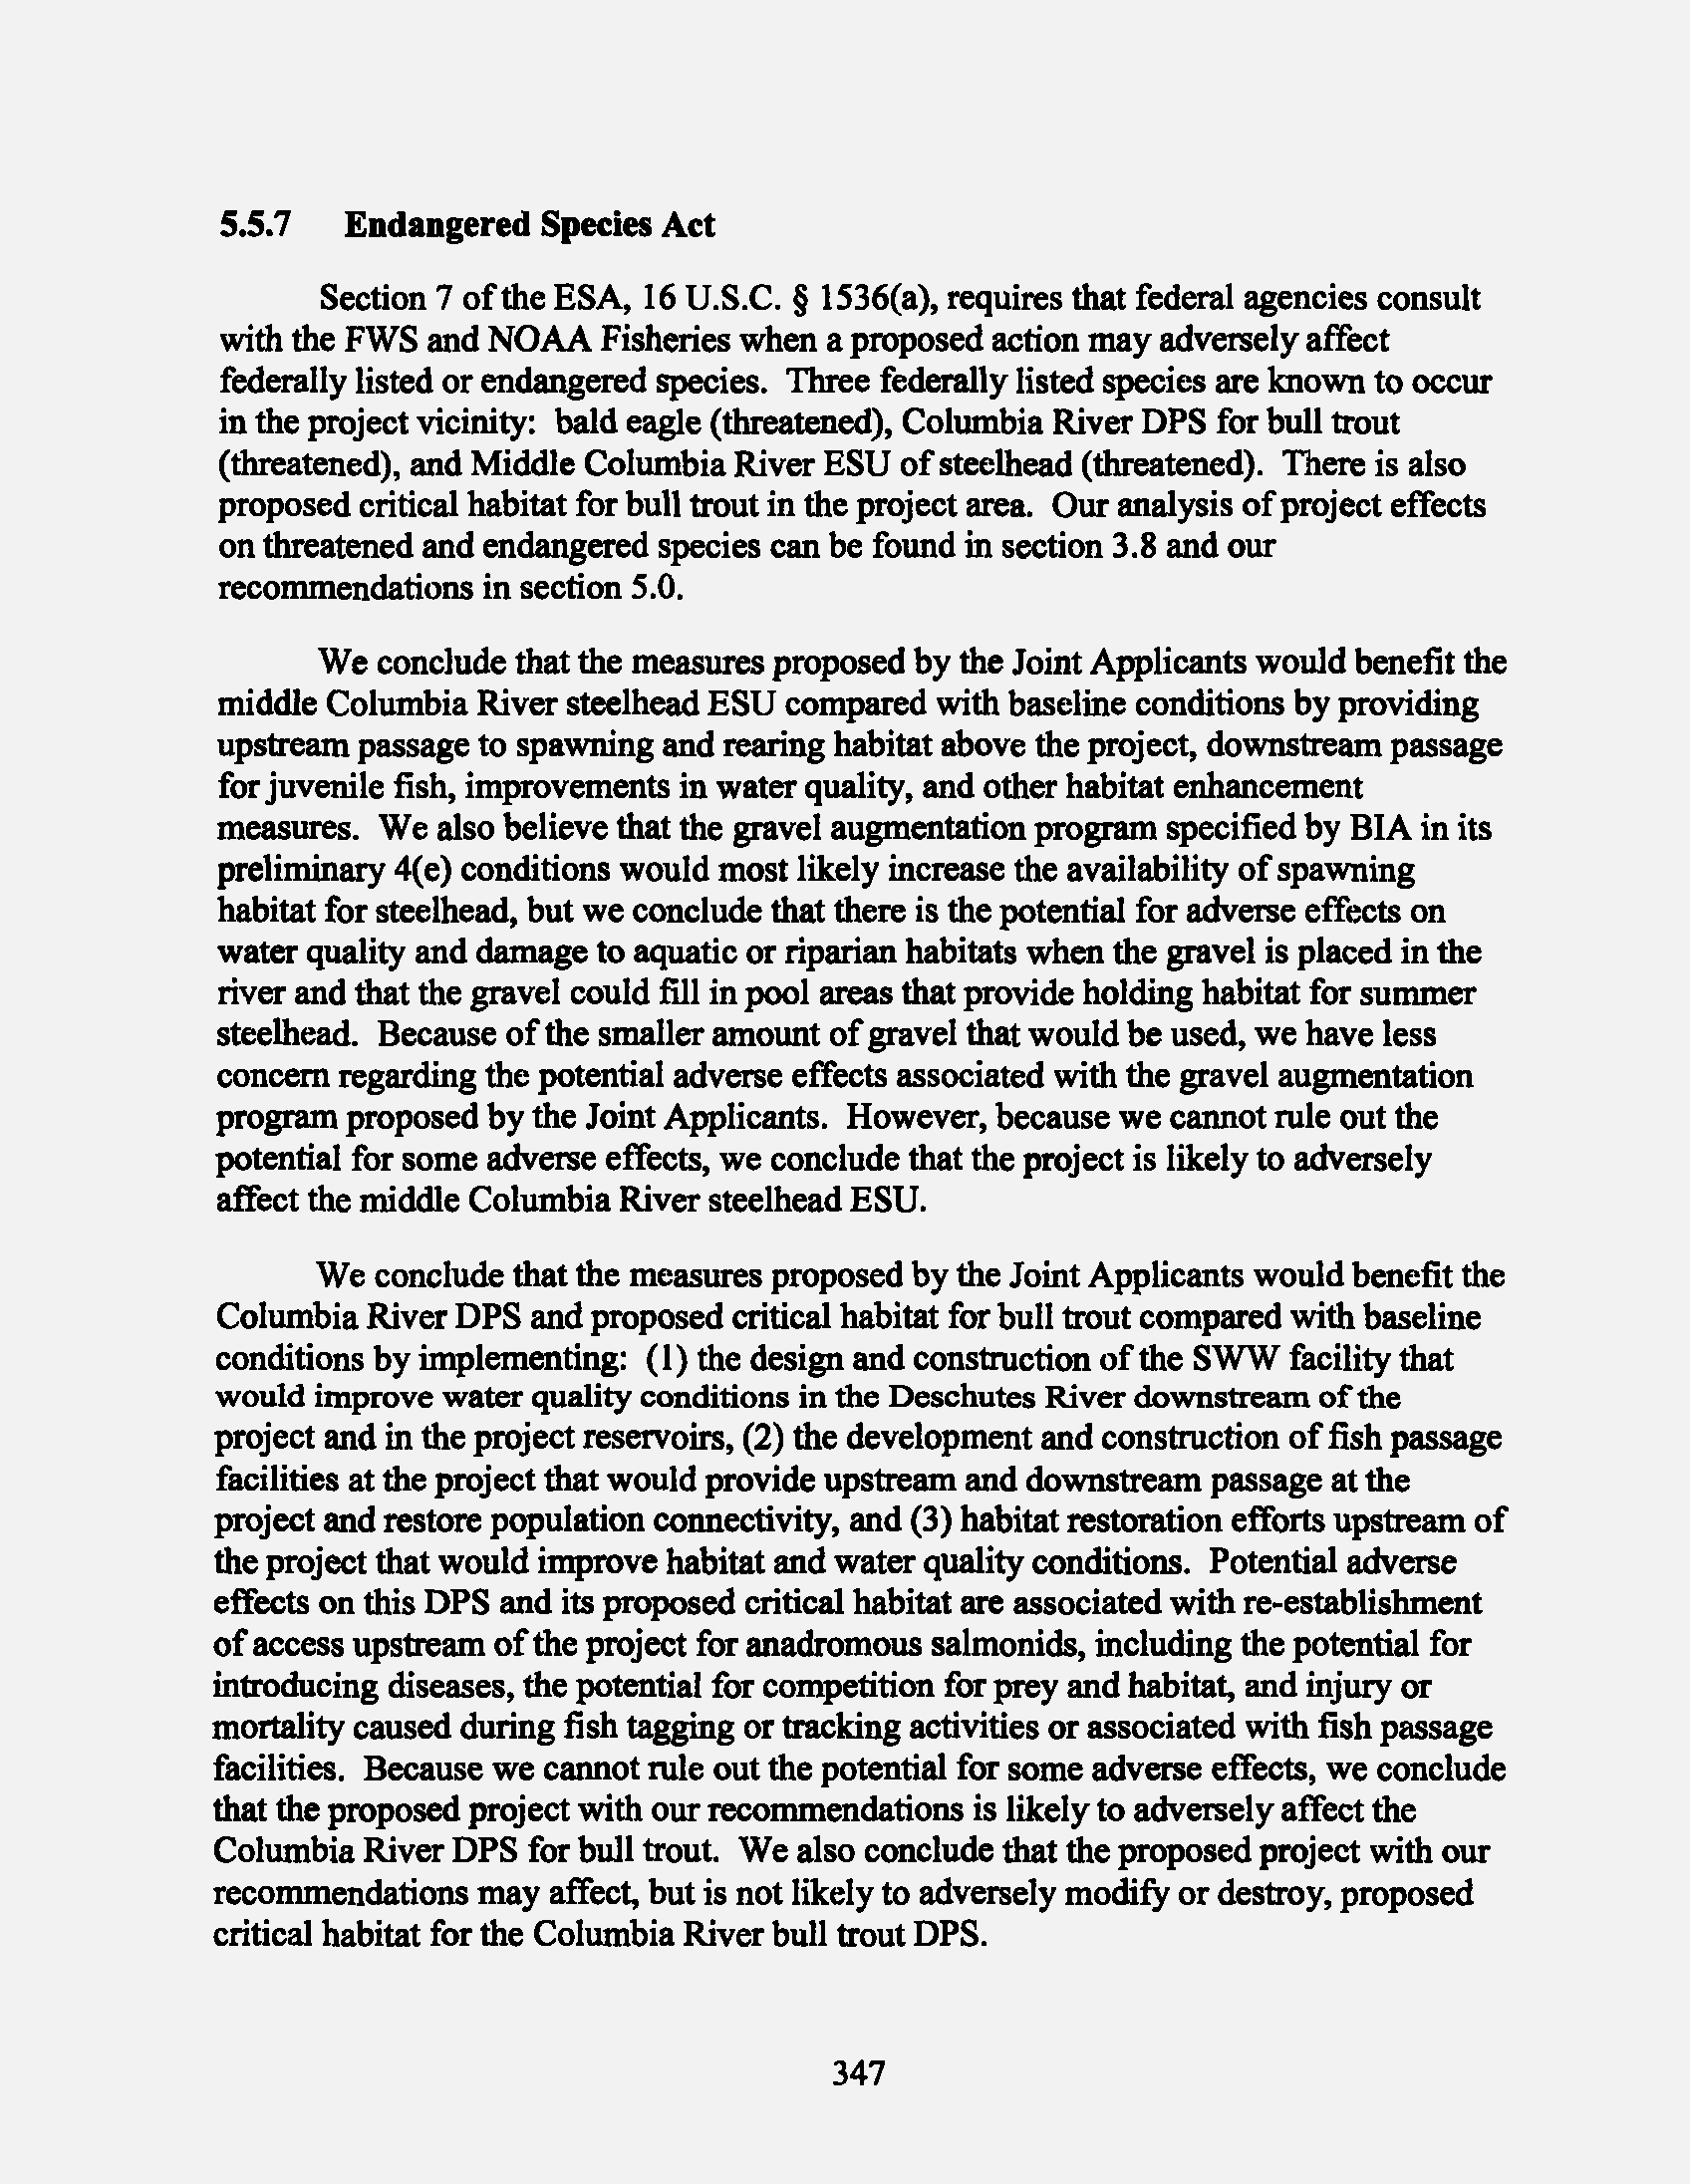 5.5.7 Endangered Species Act
Section 7 of the ESA, 16 U.S.C. § 1536(a), requires that federal agencies consult
with the FWS and NOAA Fisheries when a proposed action may adversely affect
federally listed or endangered species. Three federally listed species are known to occur
in the project vicinity: bald eagle (threatened), Columbia River DPS for bull trout
(threatened), and Middle Columbia River ESU of steelhead (threatened). There is also
proposed critical habitat for bull trout in the project area. Our analysis of project effects
on threatened and endangered species can be found in section 3.8 and our
recommendations in section 5.0.
We conclude that the measures proposed by the Joint Applicants would benefit the
middle Columbia River steelhead ESU compared with baseline conditions by providing
upstream passage to spawning and rearing habitat above the project, downstream passage
for juvenile fish, improvements in water quality, and other habitat enhancement
measures. We also believe that the gravel augmentation program specified by BIA in its
preliminary 4(e) conditions would most likely increase the availability of spawning
habitat for steelhead, but we conclude that there is the potential for adverse effects on
water quality and damage to aquatic or riparian habitats when the gravel is placed in the
river and that the gravel could fill in pool areas that provide holding habitat for summer
steelhead. Because of the smaller amount of gravel that would be used, we have less
concern regarding the potential adverse effects associated with the gravel augmentation
program proposed by the Joint Applicants. However, because we cannot rule out the
potential for some adverse effects, we conclude that the project is likely to adversely
affect the middle Columbia River steelhead ESU.
We conclude that the measures proposed by the Joint Applicants would benefit the
Columbia River DPS and proposed critical habitat for bull trout compared with baseline
conditions by implementing: (1) the design and construction of the SWW facility that
would improve water quality conditions in the Deschutes River downstream of the
project and in the project reservoirs, (2) the development and construction of fish passage
facilities at the project that would provide upstream and downstream passage at the
project and restore population connectivity, and (3) habitat restoration efforts upstream of
the project that would improve habitat and water quality conditions. Potential adverse
effects on this DPS and its proposed critical habitat are associated with re-establishment
of access upstream of the project for anadromous salmonids, including the potential for
introducing diseases, the potential for competition for prey and habitat, and injury or
mortality caused during fish tagging or tracking activities or associated with fish passage
facilities. Because we cannot rule out the potential for some adverse effects, we conclude
that the proposed project with our recommendations is likely to adversely affect the
Columbia River DPS for bull trout. We also conclude that the proposed project with our
recommendations may affect, but is not likely to adversely modify or destroy, proposed
critical habitat for the Columbia River bull trout DPS.
347